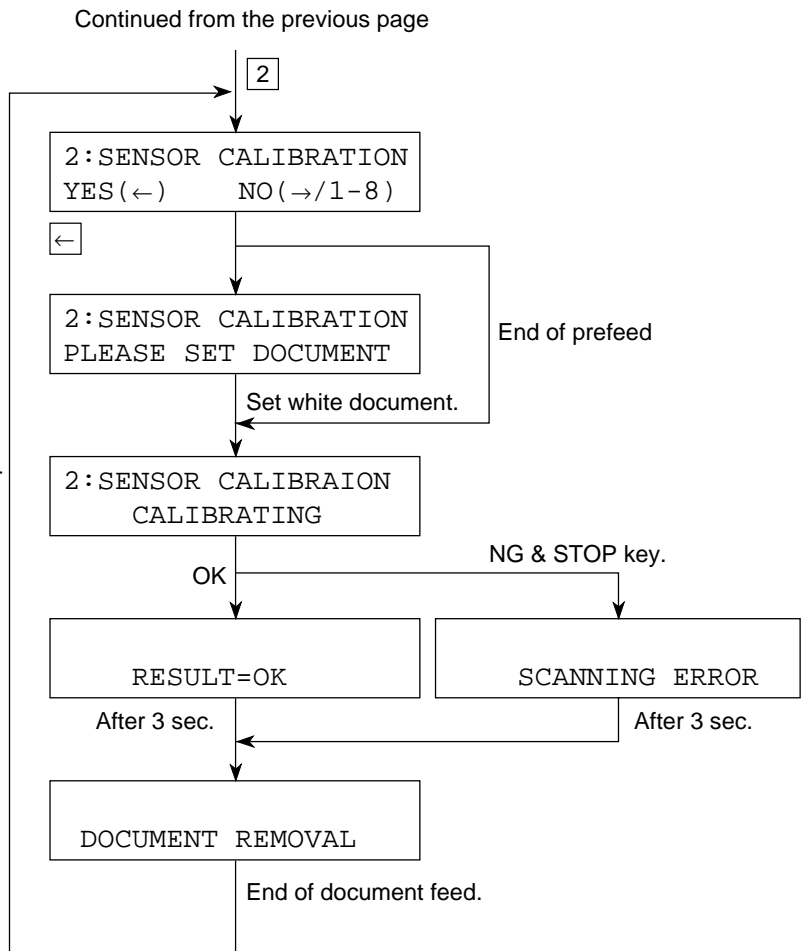 Continued from the previous page
2
2:SENSOR CALIBRATION
YES(←) NO(→/1-8)
←
2:SENSOR CALIBRATION
PLEASE SET DOCUMENT
End of prefeed
Set white document.
2:SENSOR CALIBRAION
CALIBRATING
NG & STOP key.
OK
RESULT=OK
SCANNING ERROR
After 3 sec.
After 3 sec.
DOCUMENT REMOVAL
End of document feed.